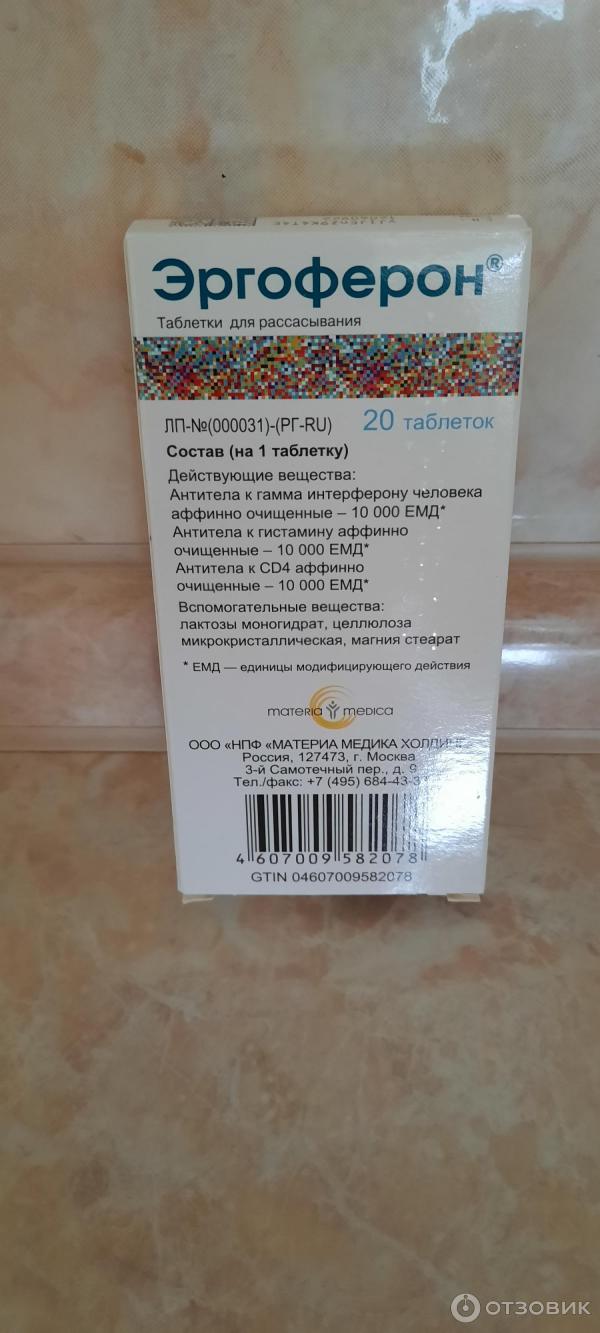 Эргоферон®
Таблетки для рассасывания
ЛП-№(000031)-(РГ-RU) 20 таблеток
Состав (на 1 таблетку)
Действующие вещества:
Антитела к гамма интерферону человека
аффинно очищенные – 10 000 ЕМД*
Антитела к гистамину аффинно
очищенные – 10 000 ЕМД*
Антитела к CD4 аффинно
очищенные – 10 000 ЕМД*
Вспомогательные вещества:
лактозы моногидрат, целлюлоза
микрокристаллическая, магния стеарат
* ЕМД — единицы модифицирующего действия
materia medica
ООО «НПФ «МАТЕРИА МЕДИКА ХОЛДИНГ»
Россия, 127473, г. Москва
3-й Самотечный пер., д. 9
Тел./факс: +7 (495) 684-43-3
4 607009 582078
GTIN 04607009582078
ОТЗОВИК